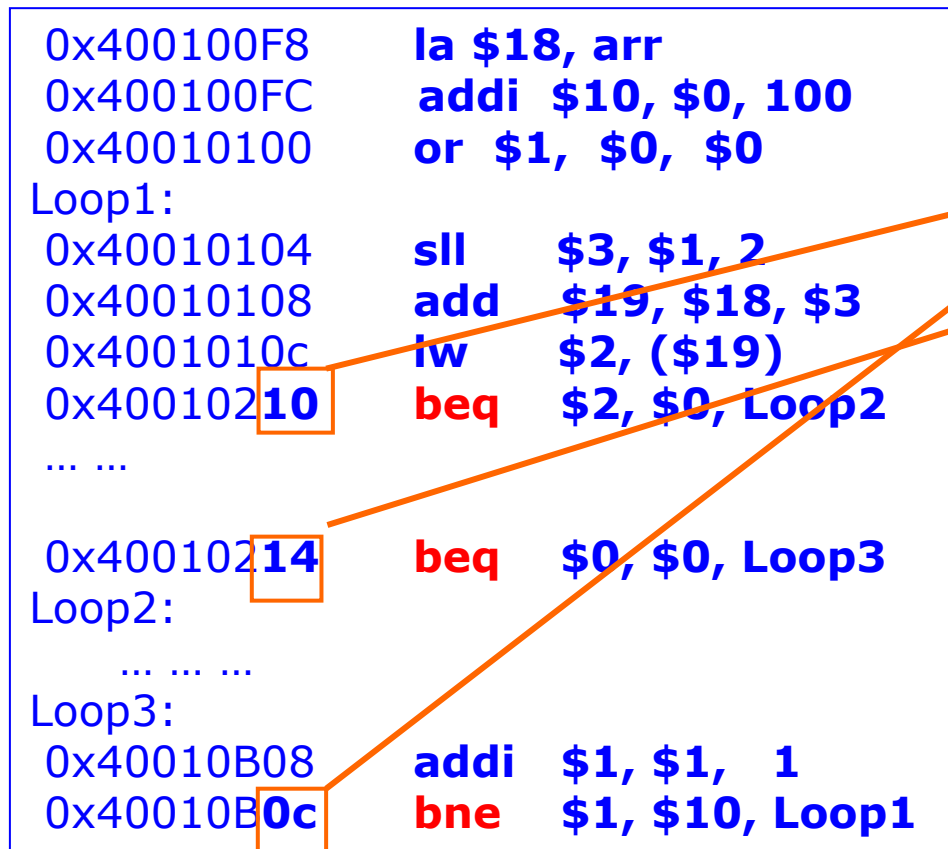 0x400100F8 la $18, arr
0x400100FC addi $10, $0, 100
0x40010100 or $1, $0, $0
Loop1:
0x40010104 sll $3, $1, 2
0x40010108 add $19, $18, $3
0x4001010c lw $2, ($19)
0x40010210 beq $2, $0, Loop2
... ...
0x40010214 beq $0, $0, Loop3
Loop2:
... ... ...
Loop3:
0x40010B08 addi $1, $1, 1
0x40010B0c bne $1, $10, Loop1